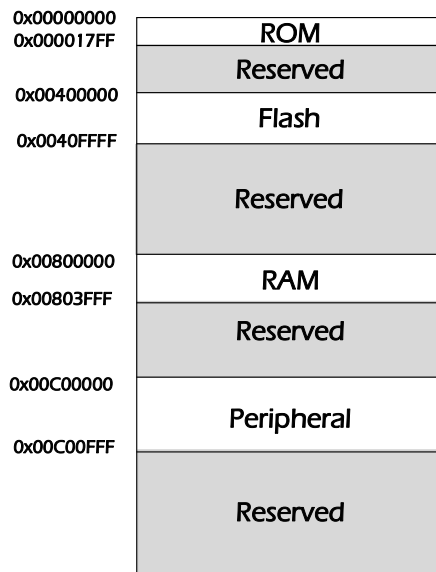 0x00000000
ROM
0x000017FF
Reserved
0x00400000
Flash
0x0040FFFF
Reserved
0x00800000
RAM
0x00803FFF
Reserved
0x00C00000
Peripheral
0x00C00FFF
Reserved